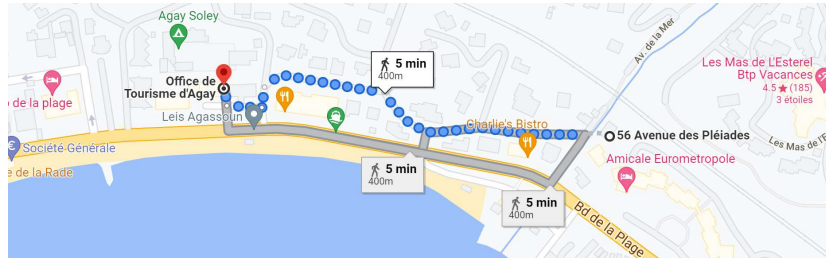 Agay Soley
Av. de la Mer
5 min
400m
Les Mas de L'Esterel
Btp Vacances
4.5★ (185)
3 étoiles
Office de
Tourisme d'Agay
o de la plage
Leis Agassoun
Charlie's Bistro
56 Avenue des Pléiades
Les Mas de l'E
Société Générale
Amicale Eurometropole
e de la Rade
5 min
400m
5 min
400m
Bd de la Plage